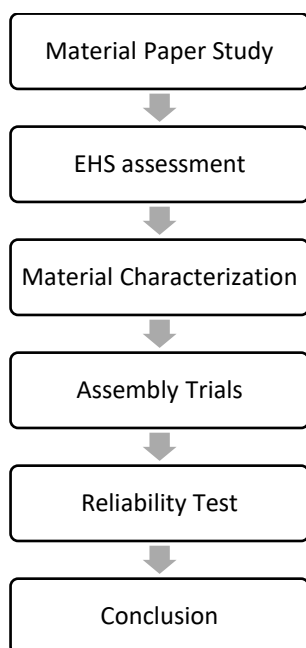 Material Paper Study
EHS assessment
Material Characterization
Assembly Trials
Reliability Test
Conclusion